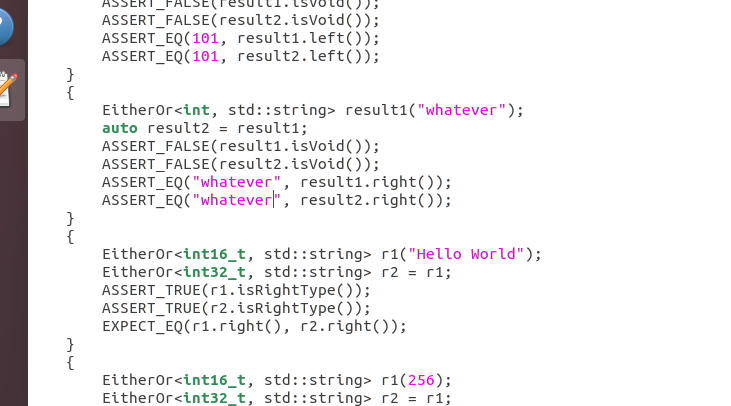 ASSERT_FALSE(result1.isVoid());
ASSERT_FALSE(result2.isVoid());
ASSERT_EQ(101, result1.left());
ASSERT_EQ(101, result2.left());
}
{
EitherOr<int, std::string> result1("whatever");
auto result2 = result1;
ASSERT_FALSE(result1.isVoid());
ASSERT_FALSE(result2.isVoid());
ASSERT_EQ("whatever", result1.right());
ASSERT_EQ("whatever", result2.right());
}
{
EitherOr<int16_t, std::string> r1("Hello World");
EitherOr<int32_t, std::string> r2 = r1;
ASSERT_TRUE(r1.isRightType());
ASSERT_TRUE(r2.isRightType());
EXPECT_EQ(r1.right(), r2.right());
}
{
EitherOr<int16_t, std::string> r1(256);
EitherOr<int32_t, std::string> r2 = r1;